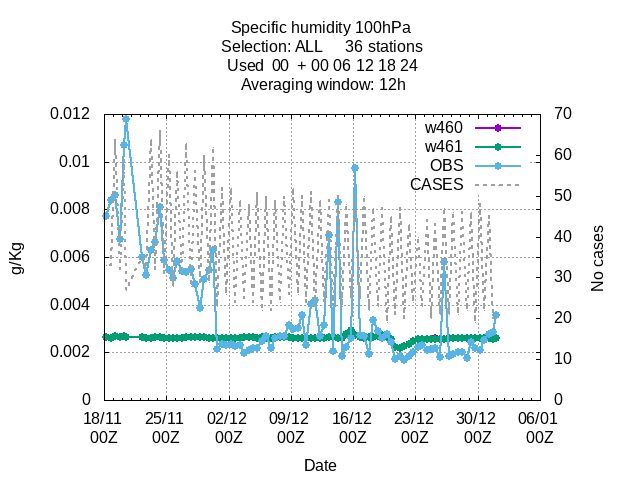 Specific humidity 100hPa
Selection: ALL 36 stations
Used 00 + 00 06 12 18 24
Averaging window: 12h
w460
w461
OBS
CASES
g/Kg
0.012
0.01
0.008
0.006
0.004
0.002
0
70
60
50
40
30
20
10
0
No cases
18/11 25/11 02/12 09/12 16/12 23/12 30/12 06/01
00Z 00Z 00Z 00Z 00Z 00Z 00Z 00Z
Date